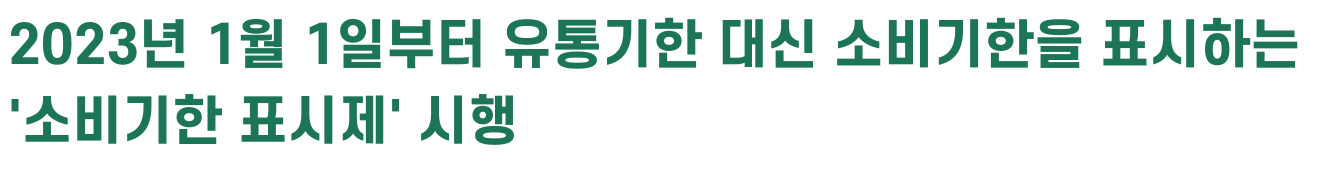 2023년 1월 1일부터 유통기한 대신 소비기한을 표시하는
'소비기한 표시제' 시행